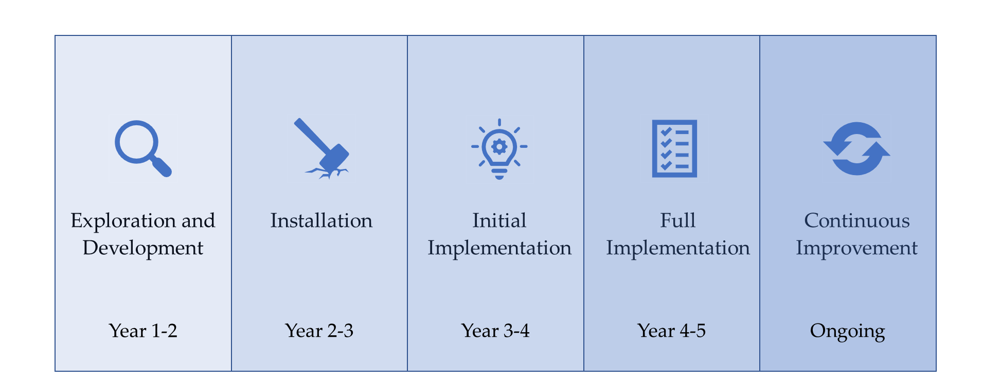 Exploration and
Development
Year 1-2
Installation
Year 2-3
Initial
Implementation
Year 3-4
Full
Implementation
Year 4-5
Continuous
Improvement
Ongoing